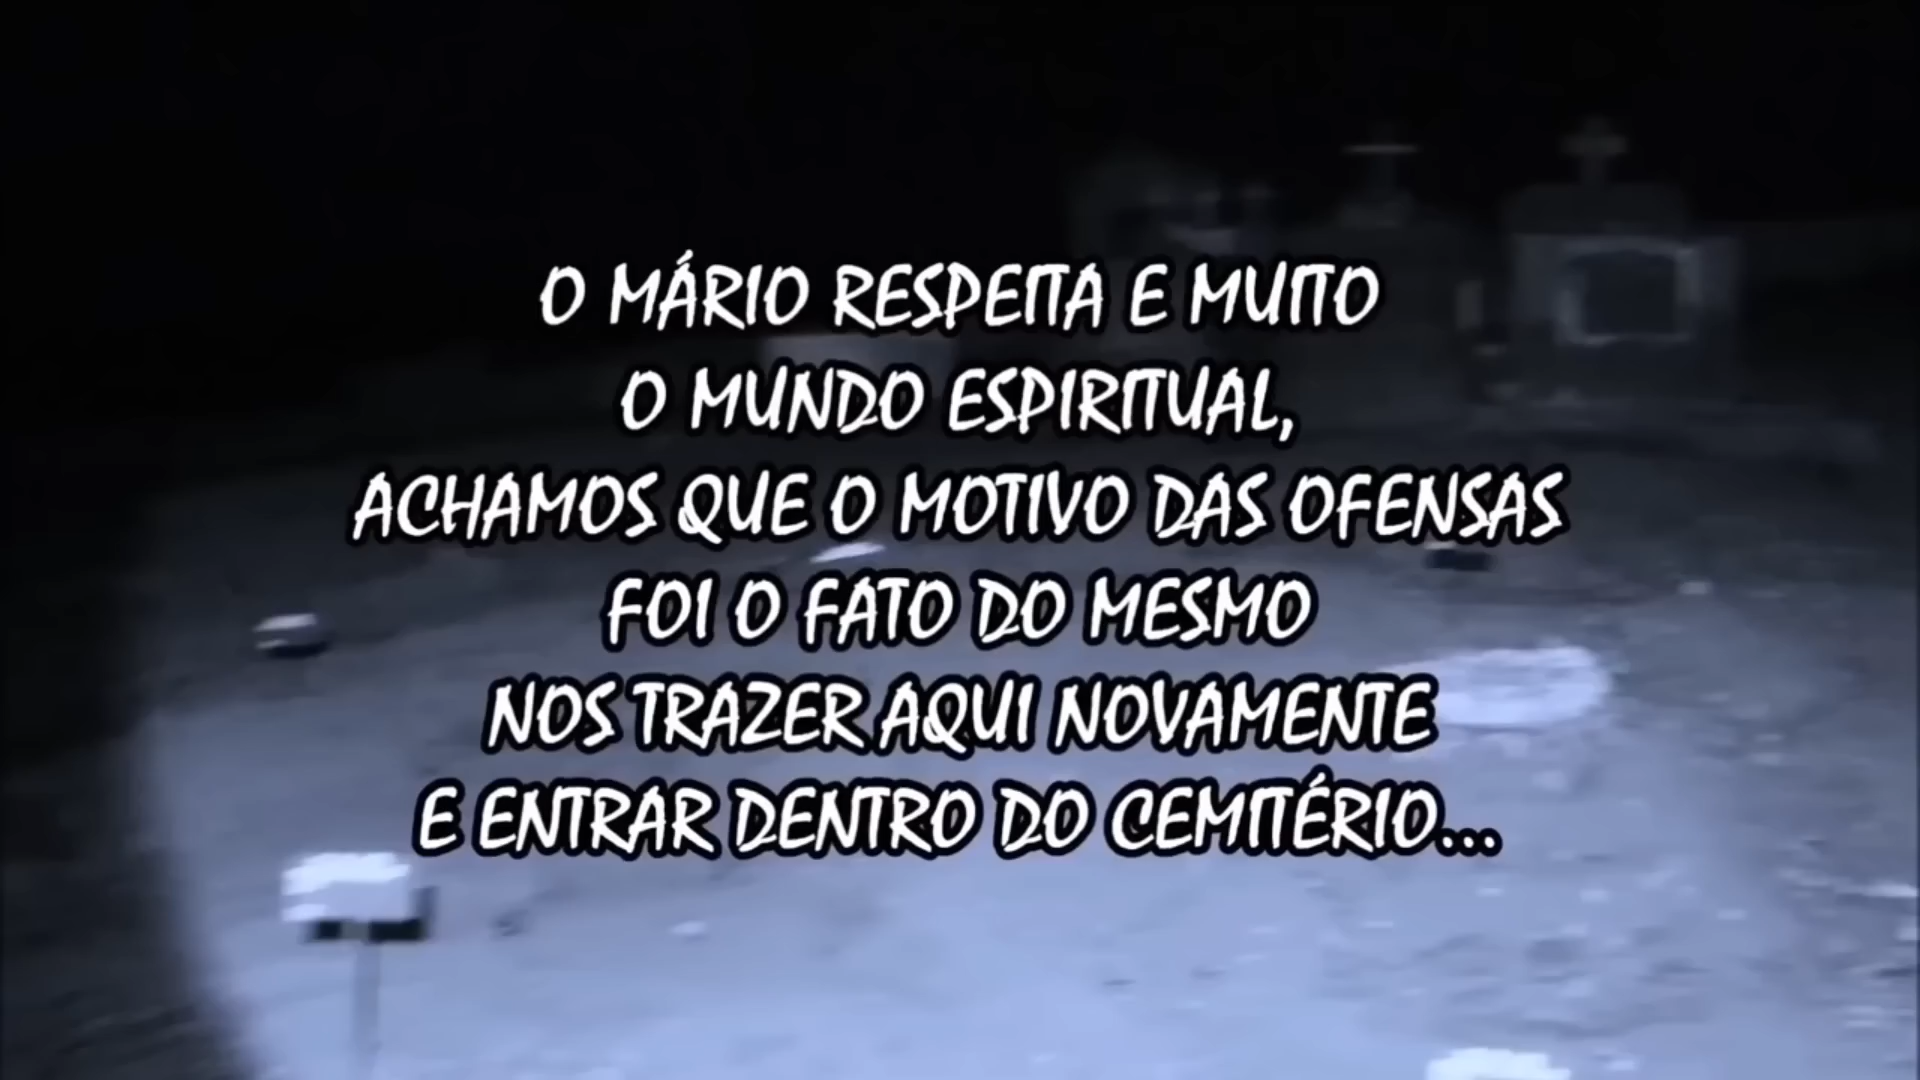 O MÁRIO RESPEITA E MUITO
O MUNDO ESPIRITUAL,
ACHAMOS QUE O MOTIVO DAS OFENSAS
FOI O FATO DO MESMO
NOS TRAZER AQUI NOVAMENTE
E ENTRAR DENTRO DO CEMITÉRIO...